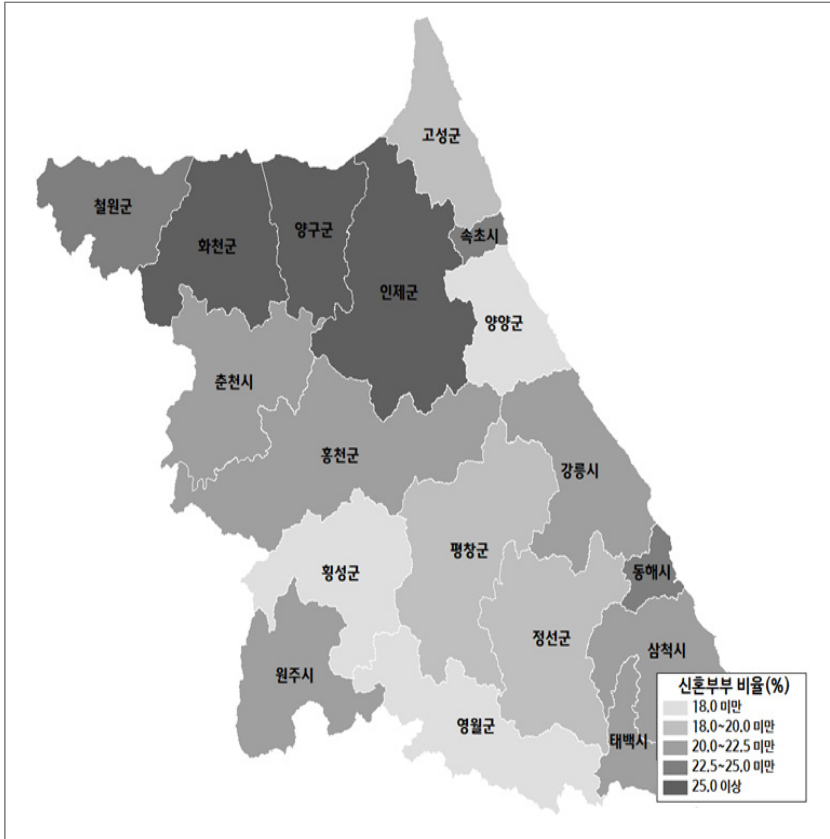 고성군
철원군
화천군
양구군
속초시
인제군
양양군
춘천시
홍천군
강릉시
평창군
횡성군
동해시
정선군
삼척시
원주시
영월군
태백시
신혼부부 비율(%)
18.0 미만
18.0~20.0 미만
20.0~22.5 미만
22.5~25.0 미만
25.0 이상